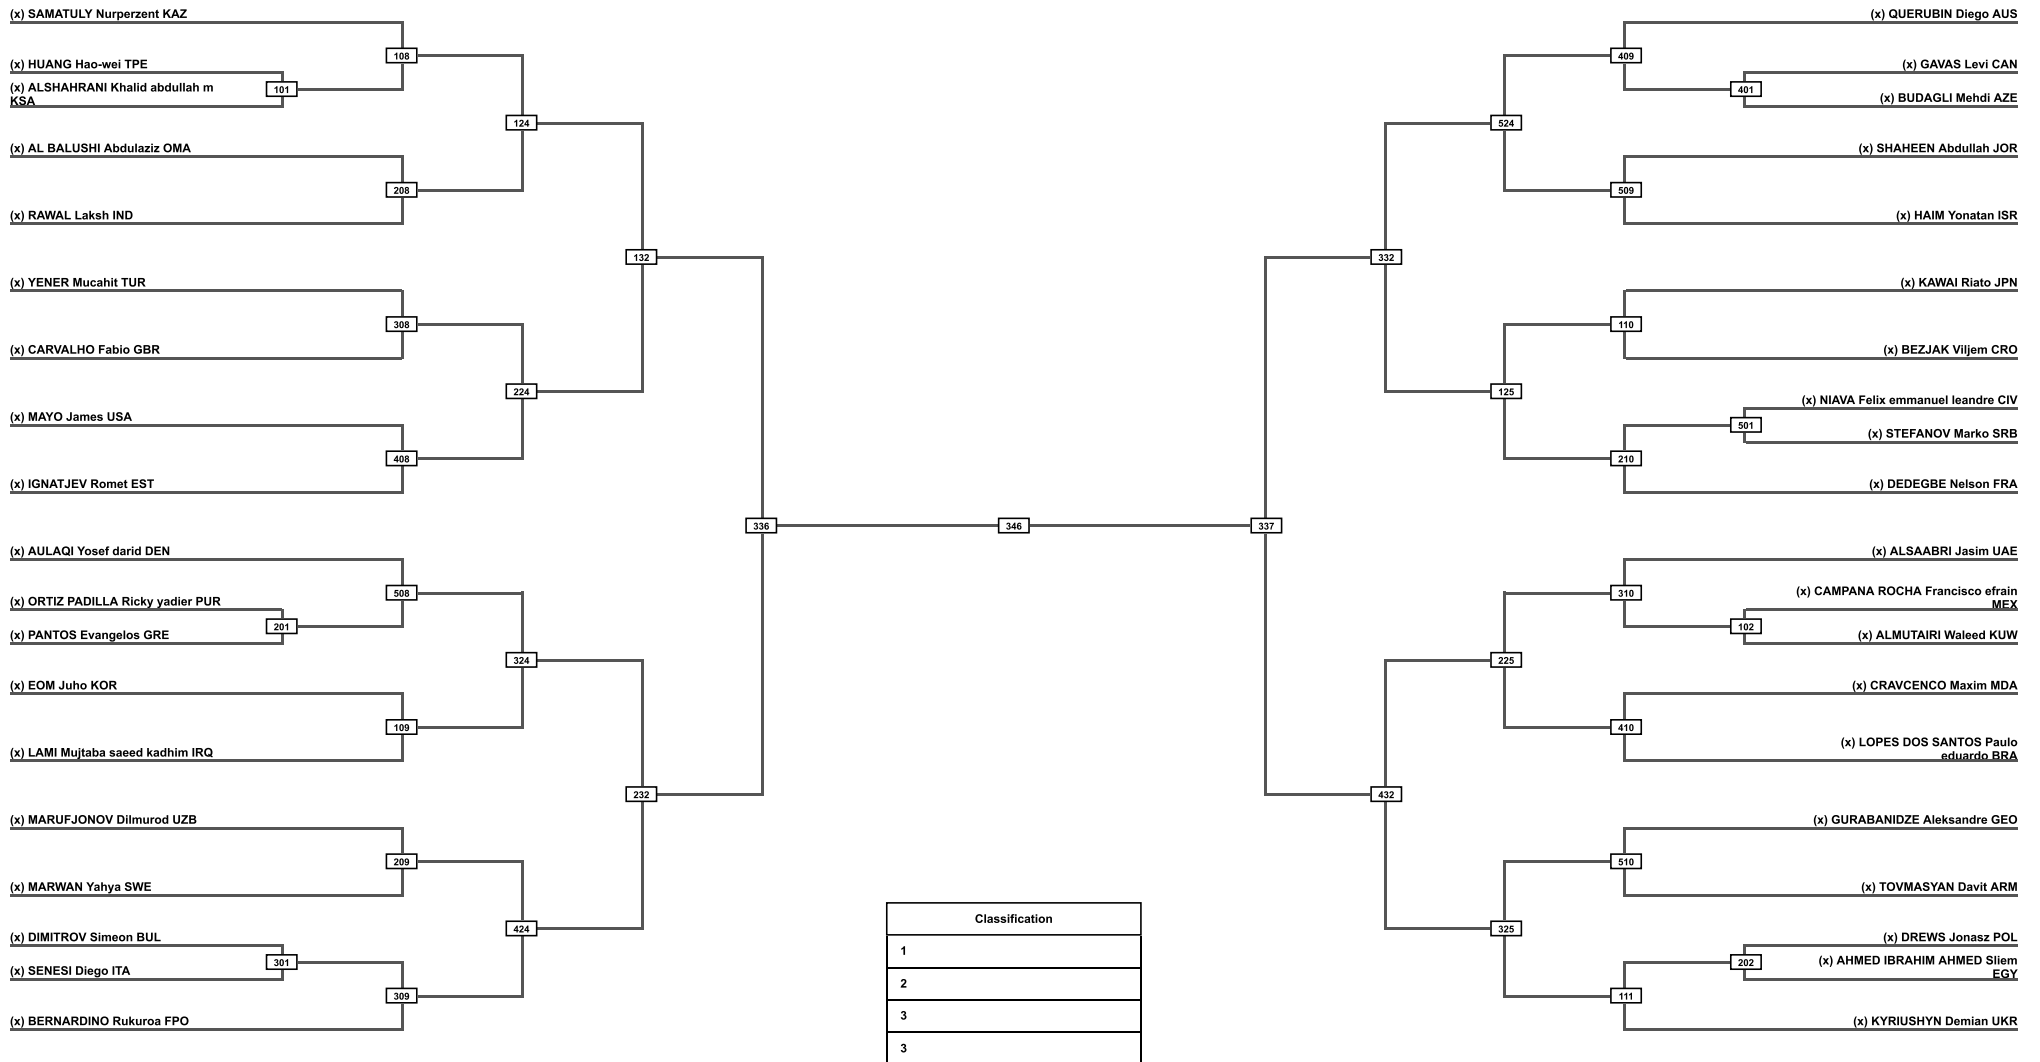 (x) SAMATULY Nurperzent KAZ
108
(x) HUANG Hao-wei TPE
101
(x) ALSHAHRANI Khalid abdullah m
KSA
124
(x) AL BALUSHI Abdulaziz OMA
208
(x) RAWAL Laksh IND
132
(x) YENER Mucahit TUR
308
(x) CARVALHO Fabio GBR
224
(x) MAYO James USA
408
(x) IGNATJEV Romet EST
336
(x) AULAQI Yosef darid DEN
508
(x) ORTIZ PADILLA Ricky yadier PUR
201
(x) PANTOS Evangelos GRE
324
(x) EOM Juho KOR
109
(x) LAMI Mujtaba saeed kadhim IRQ
232
(x) MARUFJONOV Dilmurod UZB
209
(x) MARWAN Yahya SWE
424
(x) DIMITROV Simeon BUL
301
(x) SENESI Diego ITA
309
(x) BERNARDINO Rukuroa FPO
346
Classification
1
2
3
3
(x) QUERUBIN Diego AUS
409
(x) GAVAS Levi CAN
401
(x) BUDAGLI Mehdi AZE
524
(x) SHAHEEN Abdullah JOR
509
(x) HAIM Yonatan ISR
332
(x) KAWAI Riato JPN
110
(x) BEZJAK Viljem CRO
125
(x) NIAVA Felix emmanuel leandre CIV
501
(x) STEFANOV Marko SRB
210
(x) DEDEGBE Nelson FRA
337
(x) ALSAABRI Jasim UAE
310
(x) CAMPANA ROCHA Francisco efrain
MEX
102
(x) ALMUTAIRI Waleed KUW
225
(x) CRAVCENCO Maxim MDA
410
(x) LOPES DOS SANTOS Paulo
eduardo BRA
432
(x) GURABANIDZE Aleksandre GEO
510
(x) TOVMASYAN Davit ARM
325
(x) DREWS Jonasz POL
202
(x) AHMED IBRAHIM AHMED Sliem
EGY
111
(x) KYRIUSHYN Demian UKR